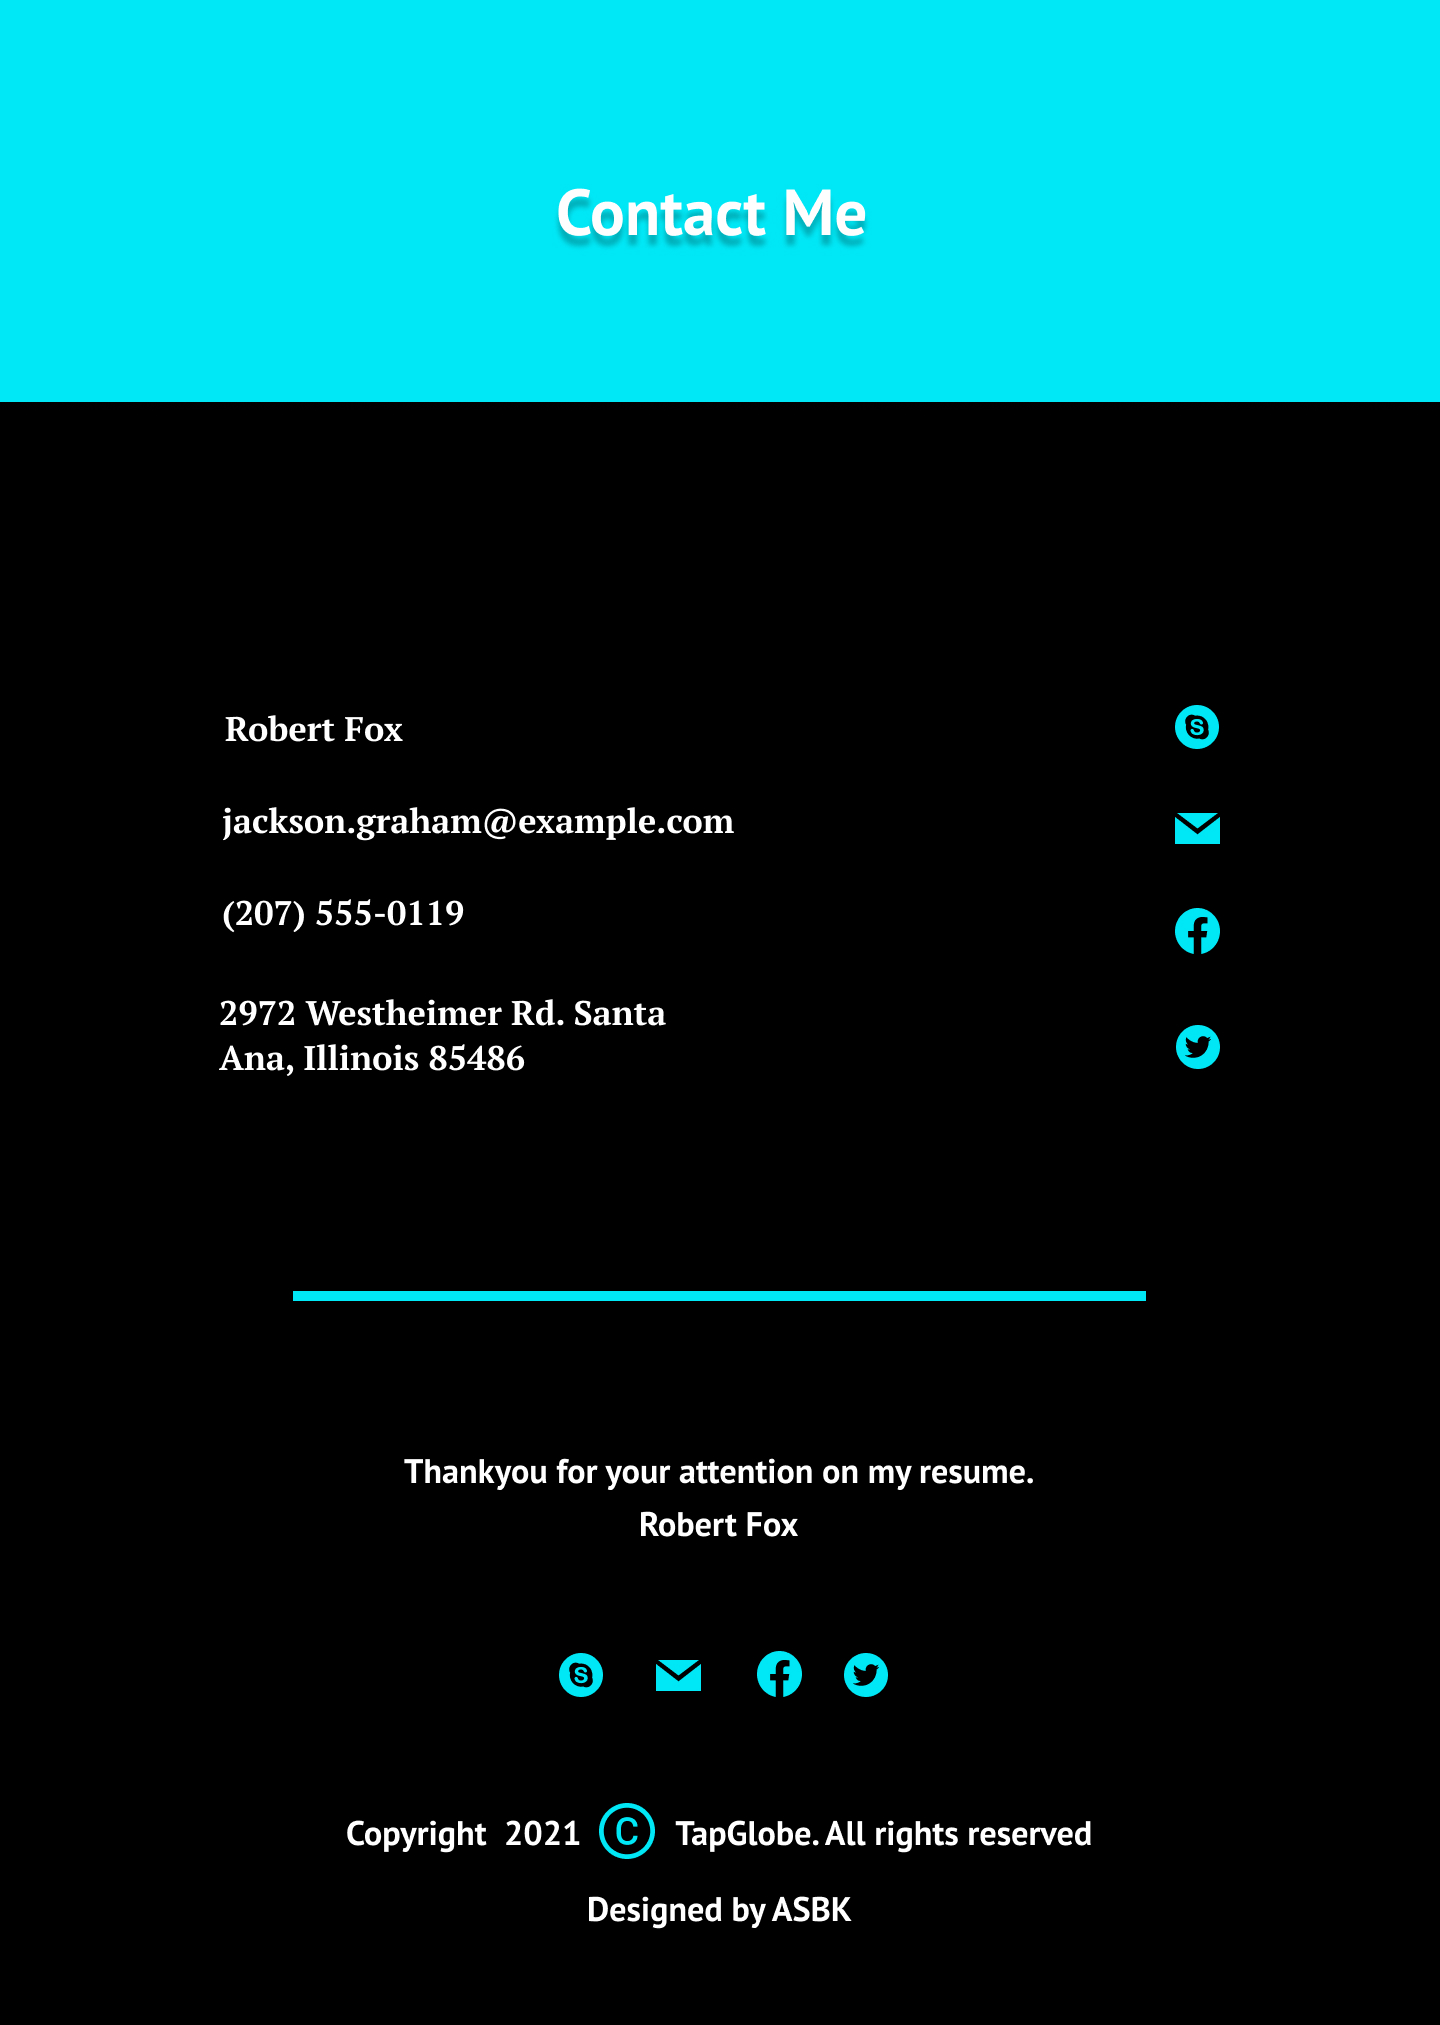 Contact Me
Robert Fox
jackson.graham@example.com
(207) 555-0119
2972 Westheimer Rd. Santa
Ana, Illinois 85486
Thankyou for your attention on my resume.
Robert Fox
Copyright 2021 © TapGlobe. All rights reserved
Designed by ASBK